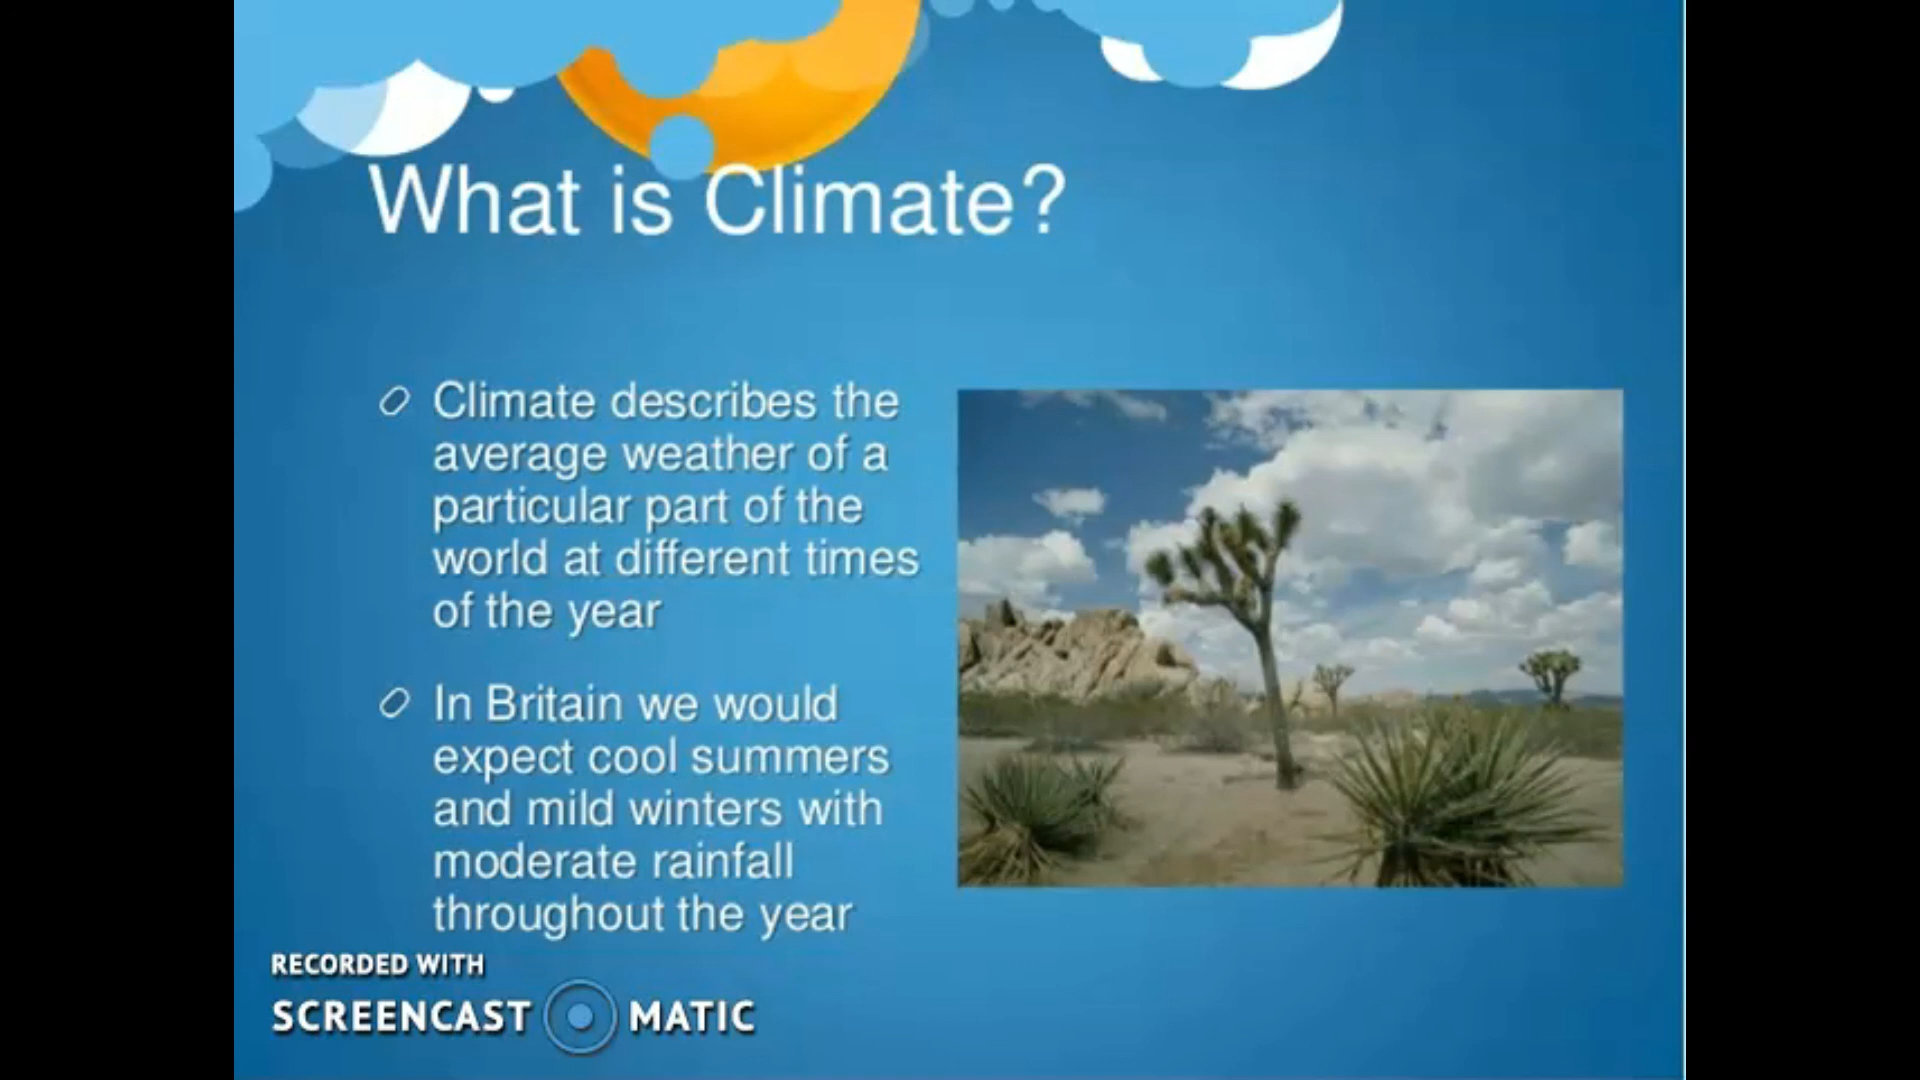 What is Climate?
Climate describes the
average weather of a
particular part of the
world at different times
of the year
In Britain we would
expect cool summers
and mild winters with
moderate rainfall
throughout the year
RECORDED WITH
SCREENCAST MATIC